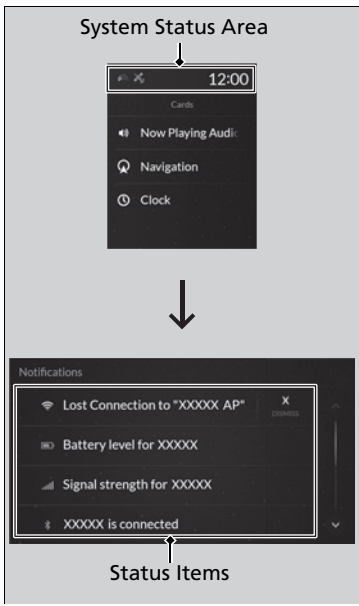 System Status Area
12:00
Cards
Now Playing Audi
Navigation
Clock
Notifications
Lost Connection to "XXXXX AP"
X
DISMISS
Battery level for XXXXX
Signal strength for XXXXX
XXXXX is connected
Status Items